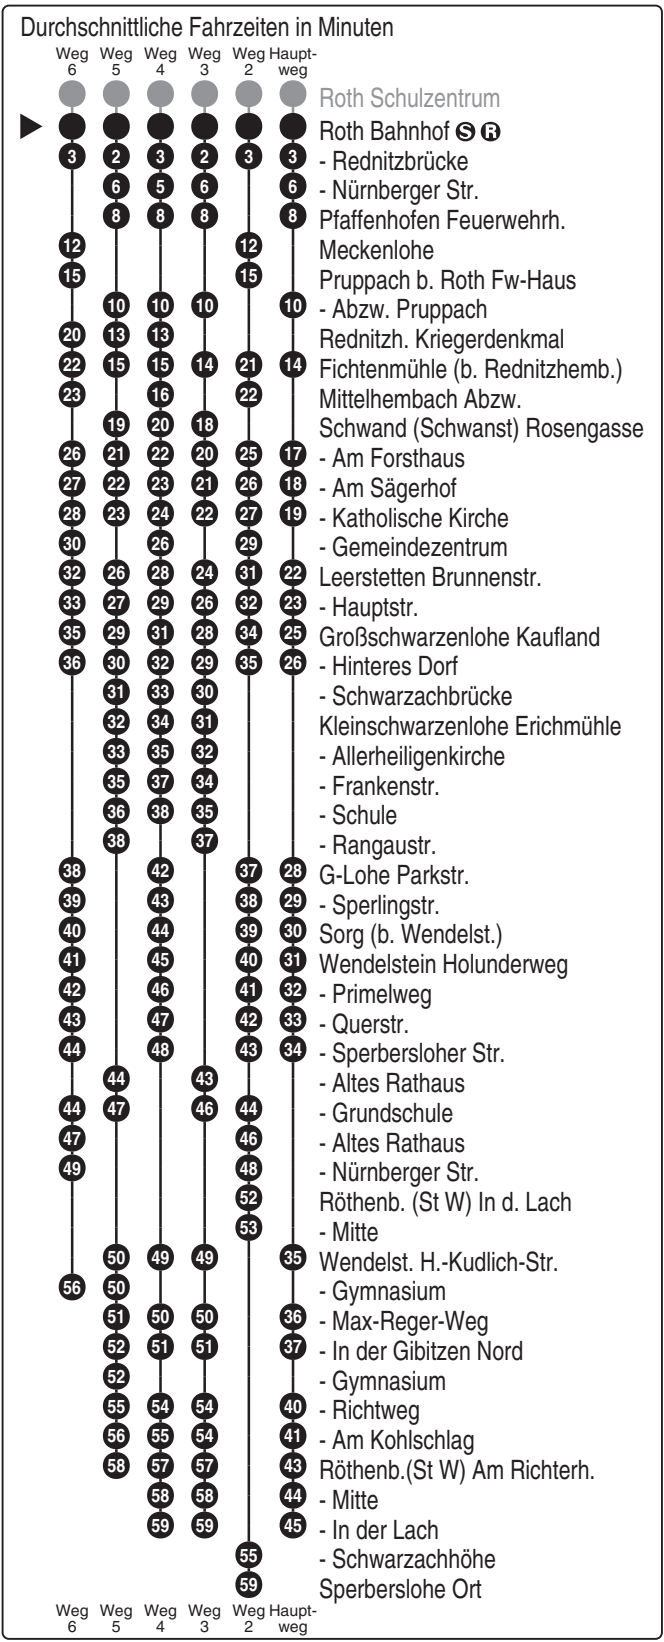 Durchschnittliche Fahrzeiten in Minuten
Weg Weg Weg Weg Weg Haupt-
6 5 4 3 2 weg
Roth Schulzentrum
Roth Bahnhof S R
3 2 3 2 3 3 - Rednitzbrücke
6 5 6 6 - Nürnberger Str.
8 8 8 8 Pfaffenhofen Feuerwehrh.
12 12 Meckenlohe
15 15 Pruppach b. Roth Fw-Haus
10 10 10 10 - Abzw. Pruppach
20 13 13 Rednitzh. Kriegerdenkmal
22 15 15 14 21 14 Fichtenmühle (b. Rednitzhemb.)
23 16 22 Mittelhembach Abzw.
19 20 18 Schwand (Schwanst) Rosengasse
26 21 22 20 25 17 - Am Forsthaus
27 22 23 21 26 18 - Am Sägerhof
28 23 24 22 27 19 - Katholische Kirche
30 26 29 - Gemeindezentrum
32 26 28 24 31 22 Leerstetten Brunnenstr.
33 27 29 26 32 23 - Hauptstr.
35 29 31 28 34 25 Großschwarzenlohe Kaufland
36 30 32 29 35 26 - Hinteres Dorf
31 33 30 - Schwarzachbrücke
32 34 31 Kleinschwarzenlohe Erichmühle
33 35 32 - Allerheiligenkirche
35 37 34 - Frankenstr.
36 38 35 - Schule
38 37 - Rangaustr.
38 42 37 28 G-Lohe Parkstr.
39 43 38 29 - Sperlingstr.
40 44 39 30 Sorg (b. Wendelst.)
41 45 40 31 Wendelstein Holunderweg
42 46 41 32 - Primelweg
43 47 42 33 - Querstr.
44 48 43 34 - Sperbersloher Str.
44 43 - Altes Rathaus
44 47 46 44 - Grundschule
47 46 - Altes Rathaus
49 48 - Nürnberger Str.
52 Röthenb. (St W) In d. Lach
53 - Mitte
50 49 49 35 Wendelst. H.-Kudlich-Str.
56 50 - Gymnasium
51 50 50 36 - Max-Reger-Weg
52 51 51 37 - In der Gibitzen Nord
52 - Gymnasium
55 54 54 40 - Richtweg
56 55 54 41 - Am Kohlschlag
58 57 57 43 Röthenb.(St W) Am Richterh.
58 58 44 - Mitte
59 59 45 - In der Lach
55 - Schwarzachhöhe
59 Sperberslohe Ort
Weg Weg Weg Weg Weg Haupt-
6 5 4 3 2 weg